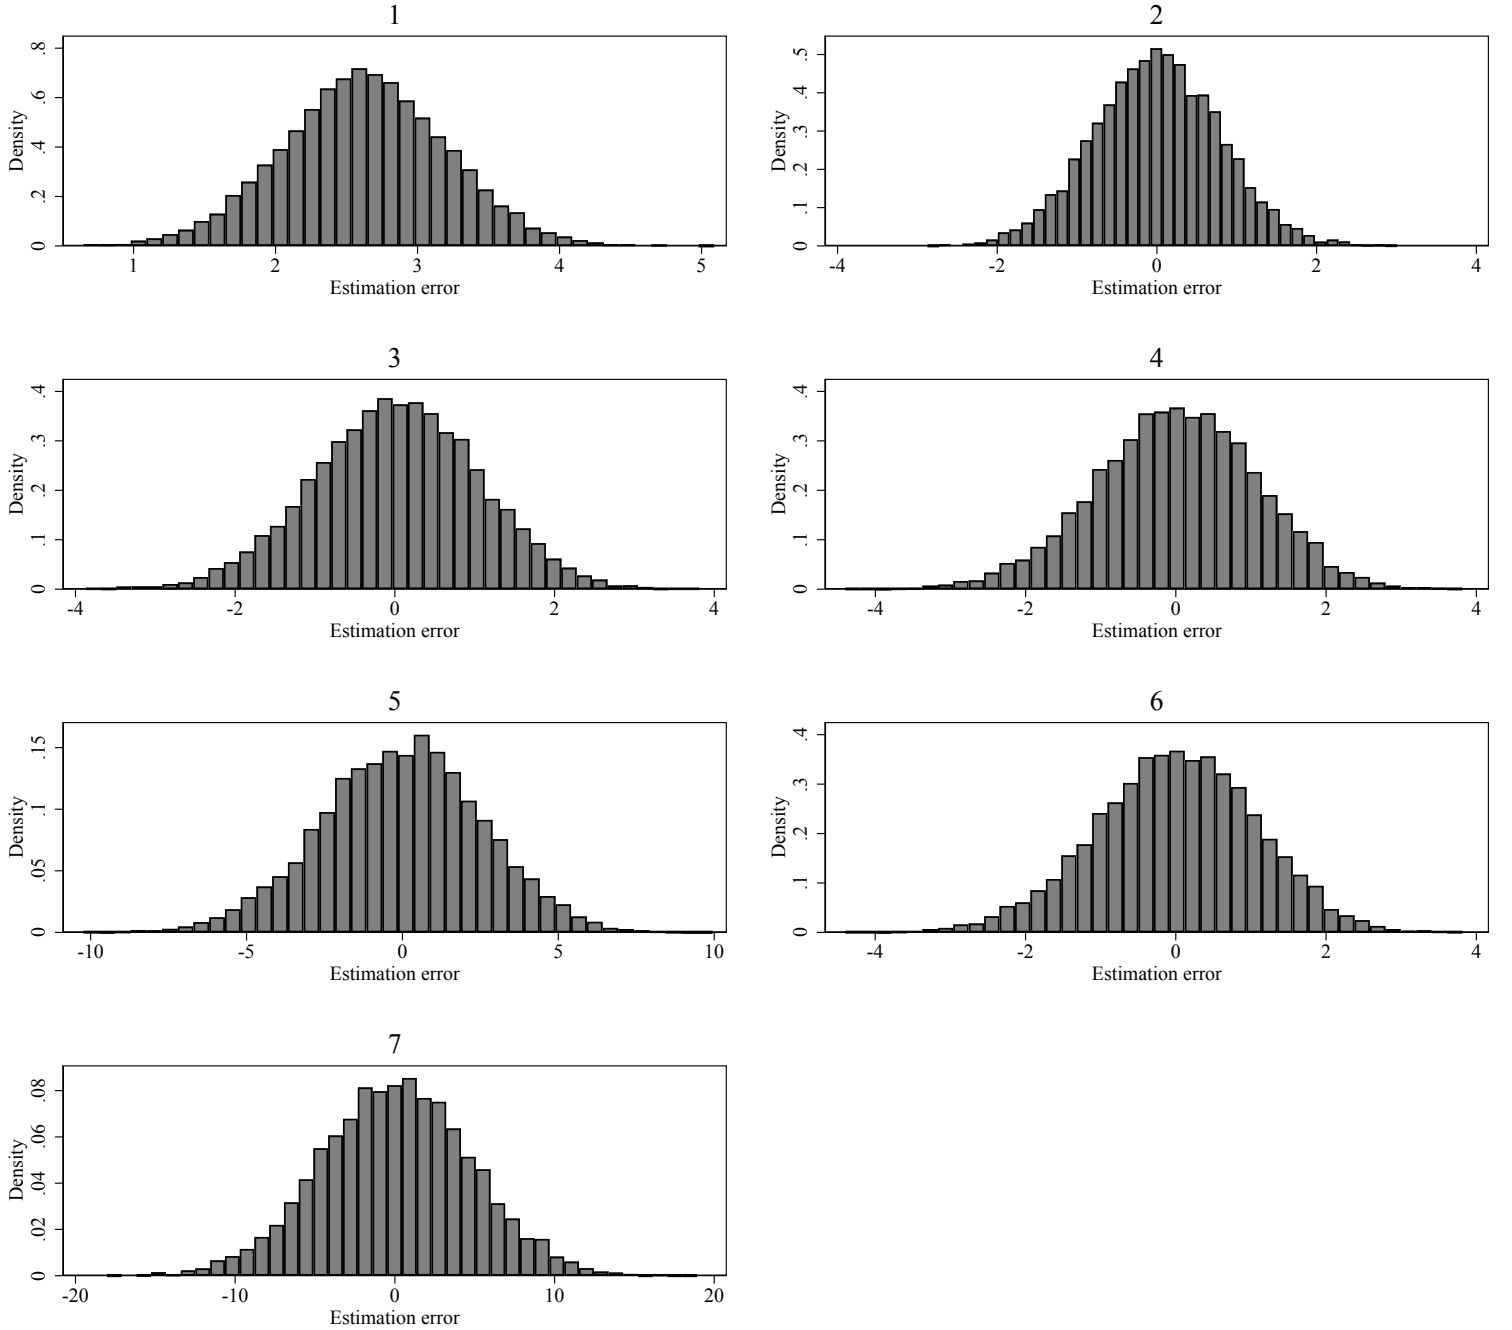 1
Density
0 .2 .4 .6 .8
1 2 3 4 5
Estimation error
2
Density
0 .1 .2 .3 .4 .5
-4 -2 0 2 4
Estimation error
3
Density
0 .1 .2 .3 .4
-4 -2 0 2 4
Estimation error
4
Density
0 .1 .2 .3 .4
-4 -2 0 2 4
Estimation error
5
Density
0 .05 .1 .15
-10 -5 0 5 10
Estimation error
6
Density
0 .1 .2 .3 .4
-4 -2 0 2 4
Estimation error
7
Density
0 .02 .04 .06 .08
-20 -10 0 10 20
Estimation error